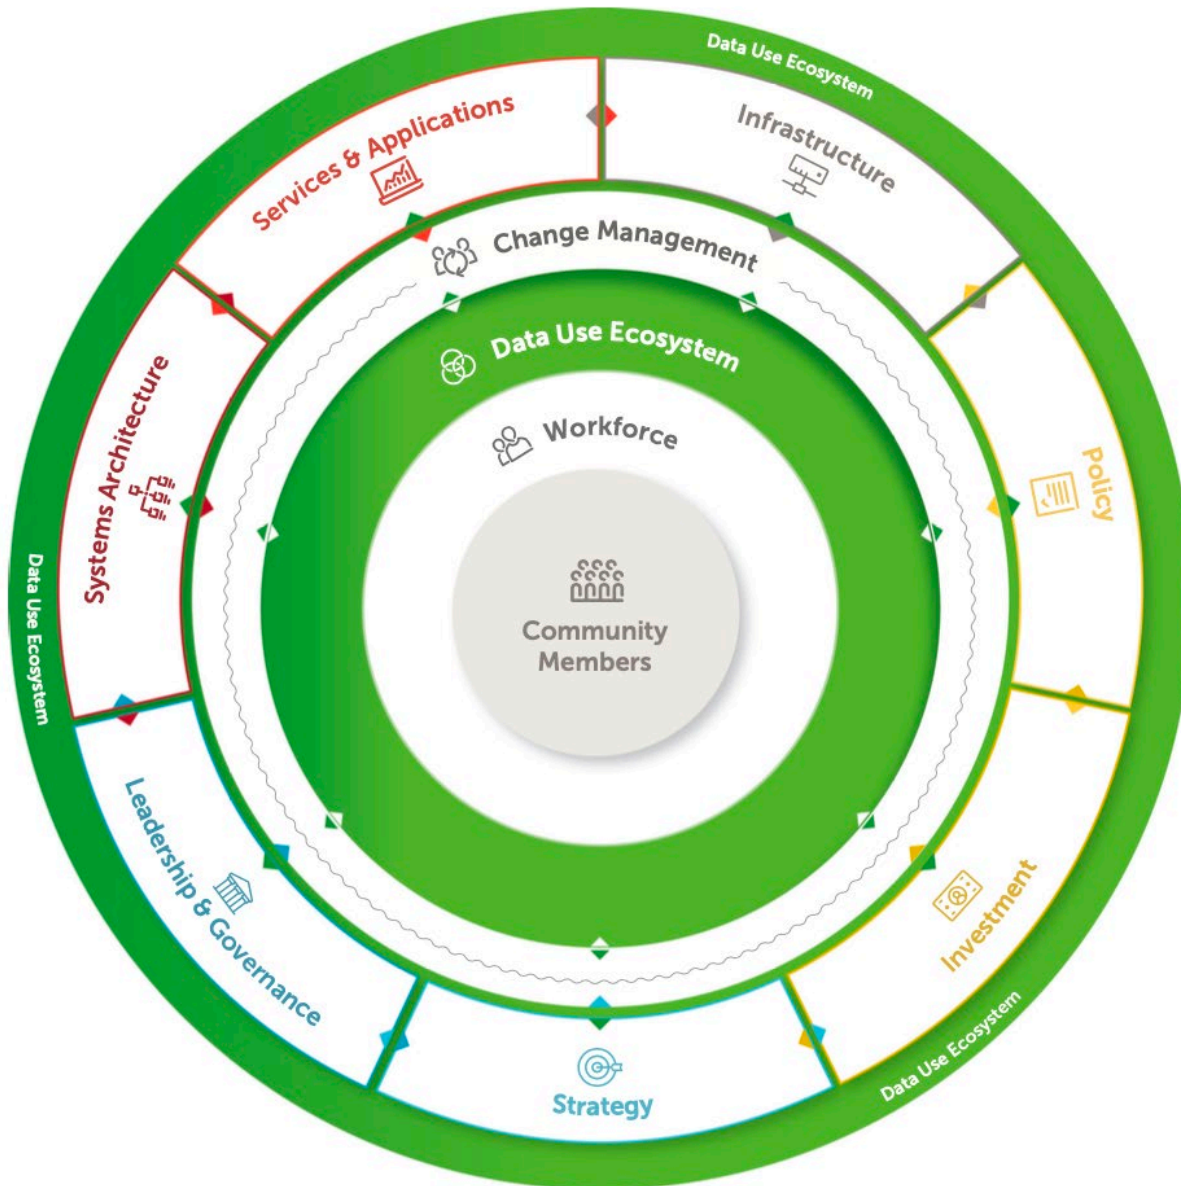 Data Use Ecosystem
Services & Applications
Infrastructure
Change Management
Data Use Ecosystem
Workforce
Systems Architecture
Policy
Community
Members
Data Use Ecosystem
Leadership & Governance
Investment
Data Use Ecosystem
Strategy